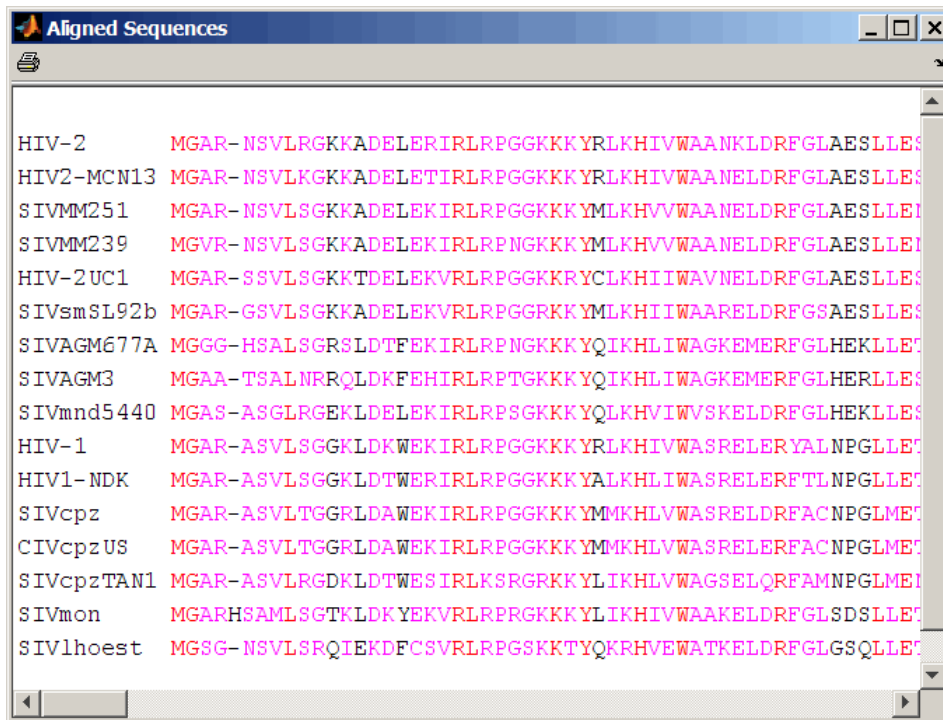 Aligned Sequences
HIV-2 MGAR-NSVLRGKKADELERIRLRPGGKKKYRLKHIVWAANKLDRFGLAESLLES
HIV2-MCN13 MGAR-NSVLKGKKADELETIRLRPGGKKKYRLKHIVWAANELDRFGLAESLLES
SIVMM251 MGAR-NSVLSGKKADELEKIRLRPGGKKKYMLKHVVWAANELDRFGLAESLLEN
SIVMM239 MGVR-NSVLSGKKADELEKIRLRPNGKKKYMLKHVVWAANELDRFGLAESLLEN
HIV-2UC1 MGAR-SSVLSGKKTDELEKVRLRPGGKKRYCLKHIIWAVNELDRFGLAESLLES
SIVsmSL92b MGAR-GSVLSGKKADELEKVRLRPGGRKKYMLKHIIWAARELDRFGSAESLLES
SIVAGM677A MGGG-HSALSGRSLDTFEKIRLRPNGKKKYQIKHLIWAGKEMERFGLHEKLLET
SIVAGM3 MGAA-TSALNRRQLDKFEHIRLRPTGKKKYQIKHLIWAGKEMERFGLHERLLES
SIVmnd5440 MGAS-ASGLRGEKLDELEKIRLRPSGKKKYQLKHVIWVSKELDRFGLHEKLLES
HIV-1 MGAR-ASVLSGGKLDKWEKIRLRPGGKKKYRLKHIVWASRELERYALNPGLLET
HIV1-NDK MGAR-ASVLSGGKLDTWERIRLRPGGKKKYALKHLIWASRELERFTLNPGLLET
SIVcpz MGAR-ASVLTGGRLDAWEKIRLRPGGKKKYMMKHLVWASRELDRFACNPGLMET
CIVcpzUS MGAR-ASVLTGGRLDAWEKIRLRPGGKKKYMMKHLVWASRELERFACNPGLMET
SIVcpzTAN1 MGAR-ASVLRGDKLDTWESIRLKSRGRKKYLIKHLVWAGSELQRFAMNPGLMEN
SIVmon MGARHSAMLSGTKLDKYEKVRLRPRGKKKYLIKHIVWAAKELDRFGLSDSLLET
SIVlhoest MGSG-NSVLSRQIEKDFCSVRLRPGSKKTYQKRHVEWATKELDRFGLGSQLLET